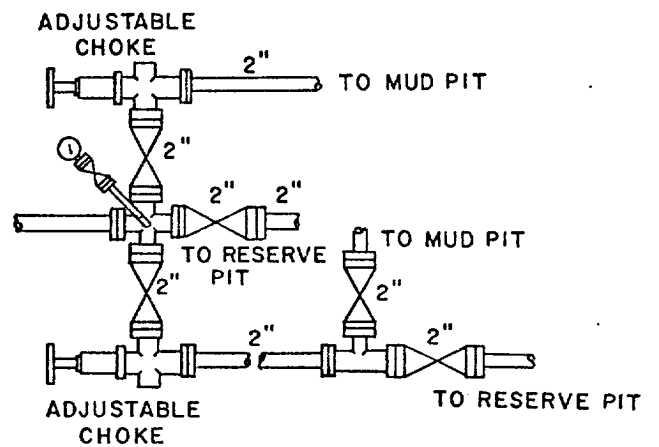 ADJUSTABLE
CHOKE
2"
TO MUD PIT
2"
2"
2"
TO RESERVE
PIT
TO MUD PIT
2"
2"
2"
2"
TO RESERVE PIT
ADJUSTABLE
CHOKE